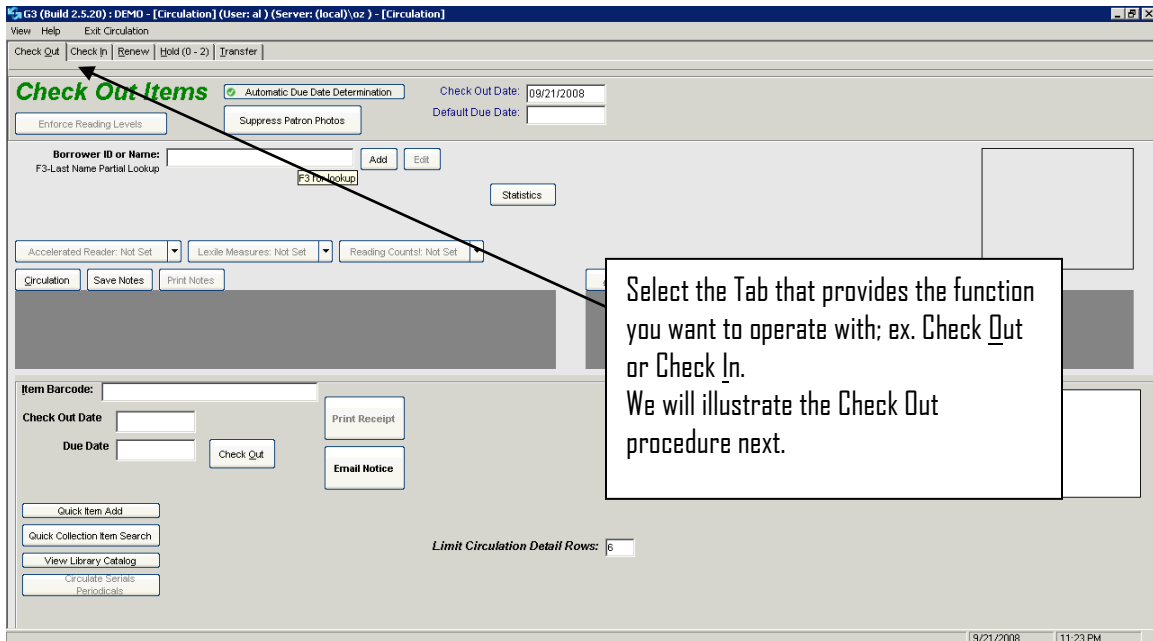 G3 (Build 2.5.20) : DEMO - [Circulation] (User: al ) (Server: (local)\oz ) - [Circulation]
View Help Exit Circulation
Check Out Check In Renew Hold (0 - 2) Transfer
Check Out Items
Automatic Due Date Determination
Check Out Date: 09/21/2008
Enforce Reading Levels
Suppress Patron Photos
Default Due Date:
Borrower ID or Name:
Add
Edit
F3-Last Name Partial Lookup
F3 for lookup
Statistics
Accelerated Reader: Not Set
Lexile Measures: Not Set
Reading Counts!: Not Set
Circulation
Save Notes
Print Notes
Select the Tab that provides the function
you want to operate with; ex. Check Out
or Check In.
We will illustrate the Check Out
procedure next.
Item Barcode:
Check Out Date
Print Receipt
Due Date
Check Out
Email Notice
Quick Item Add
Quick Collection Item Search
Limit Circulation Detail Rows: 6
View Library Catalog
Circulate Serials
Periodicals
9/21/2008 11:23 PM